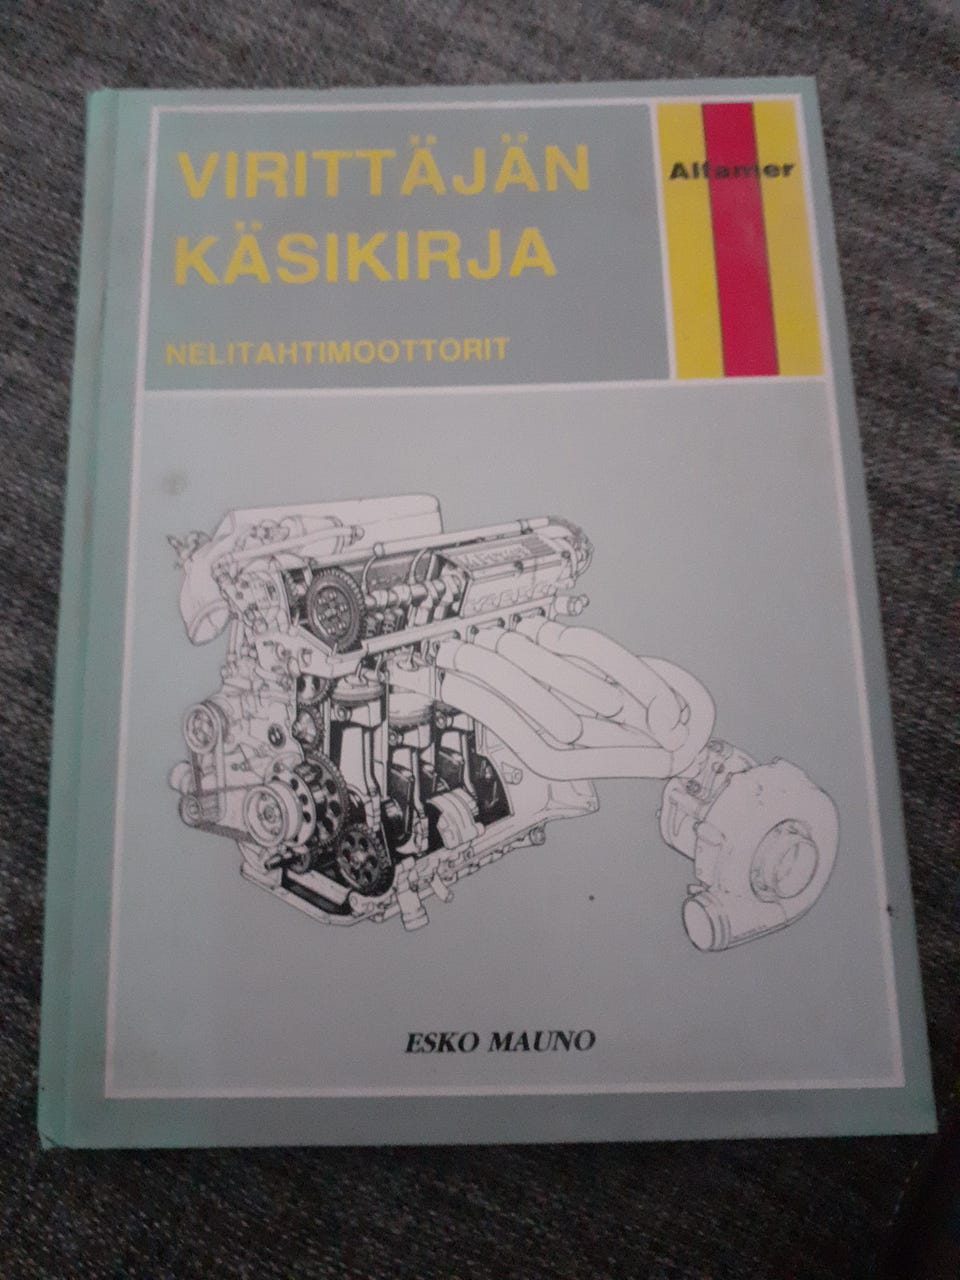 VIRITTÄJÄN
KÄSIKIRJA
NELITAHTIMOOTTORIT
Alfamer
ESKO MAUNO